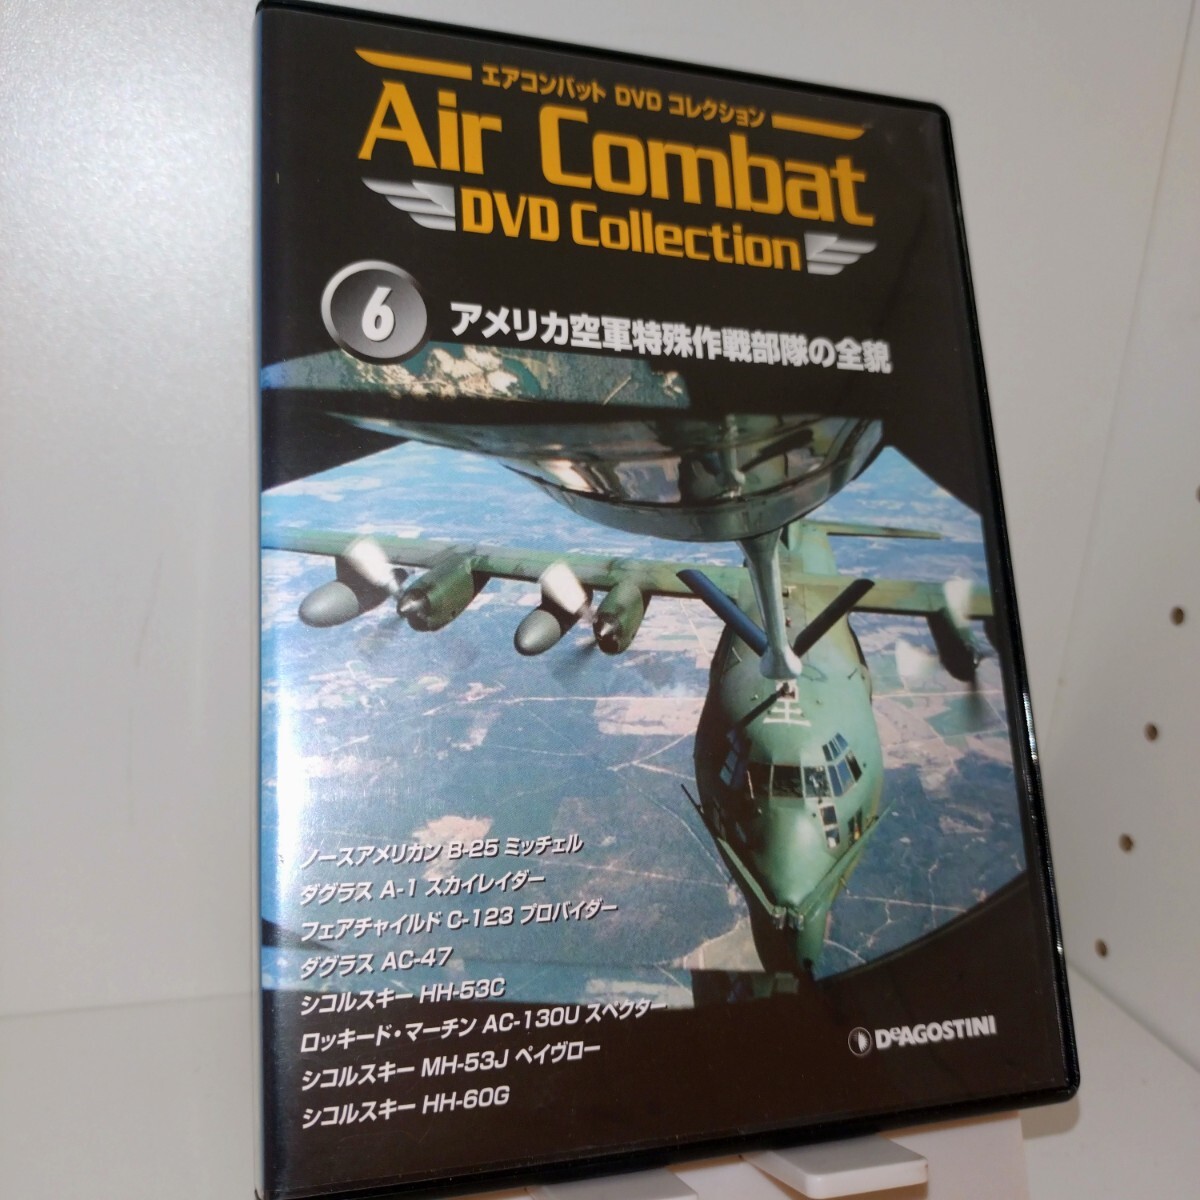 エアコンバット DVD コレクション
Air Combat
DVD Collection
6
アメリカ空軍特殊作戦部隊の全貌
ノースアメリカン B-25 ミッチェル
ダグラス A-1 スカイレイダー
フェアチャイルド C-123 プロバイダー
ダグラス AC-47
シコルスキー HH-53C
ロッキード・マーチン AC-130U スペクター
シコルスキー MH-53J ペイヴロー
シコルスキー HH-60G
DeAGOSTINI